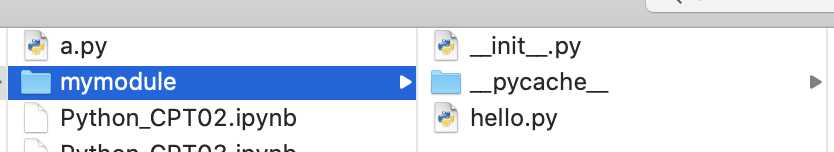 a.py
mymodule
Python_CPT02.ipynb
__init__.py
__pycache__
hello.py